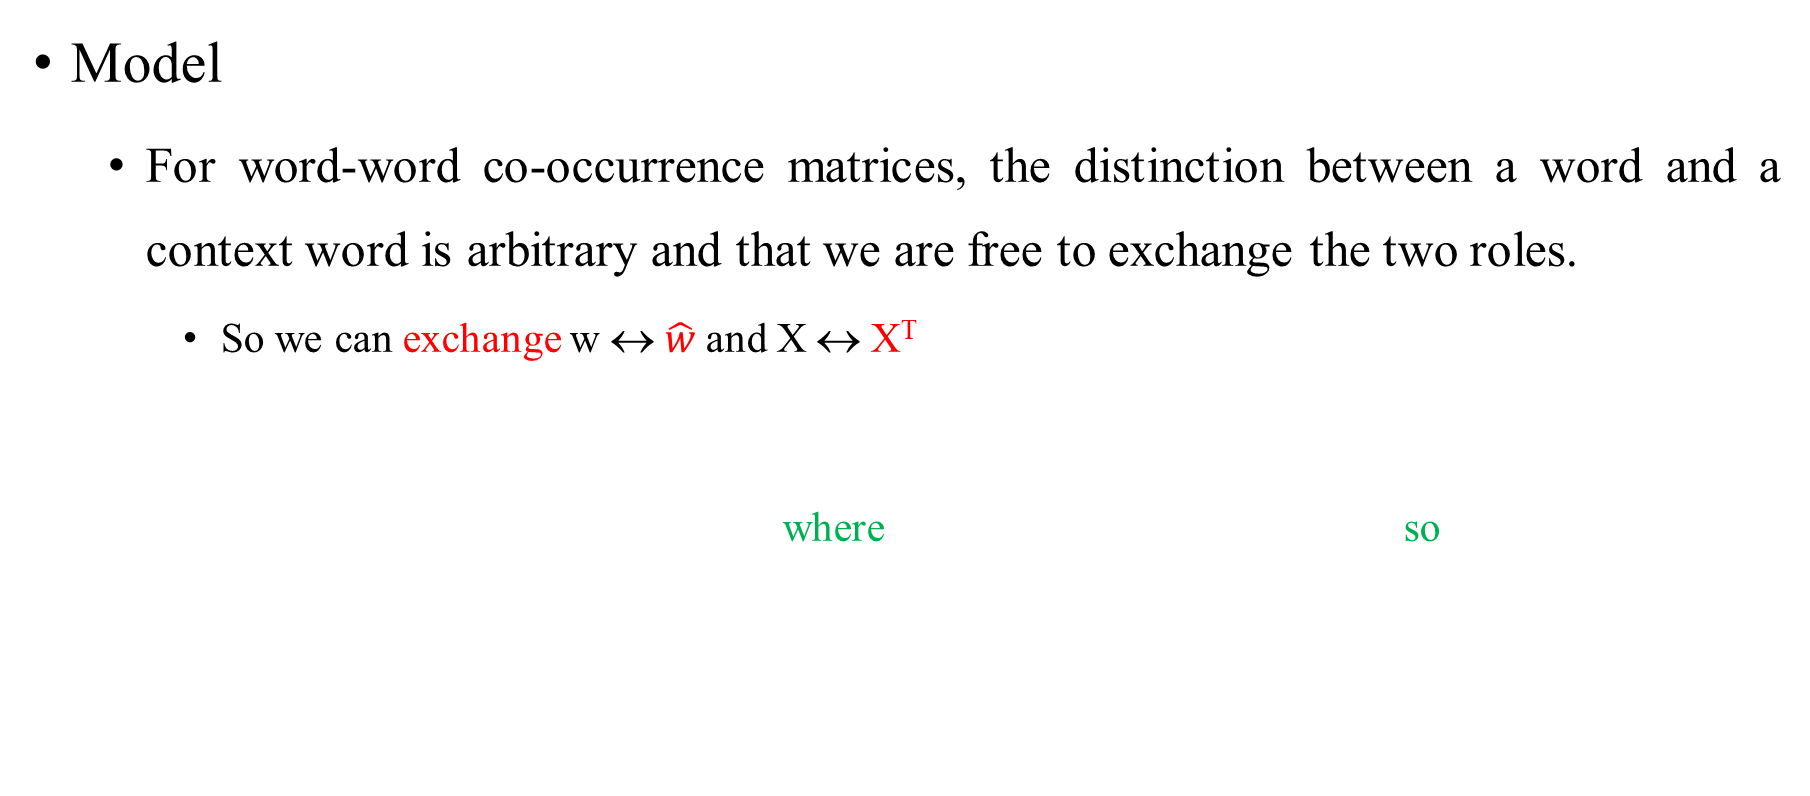 • Model
• For word-word co-occurrence matrices, the distinction between a word and a
context word is arbitrary and that we are free to exchange the two roles.
• So we can exchange w ↔ ŵ and X ↔ Xᵀ
where so